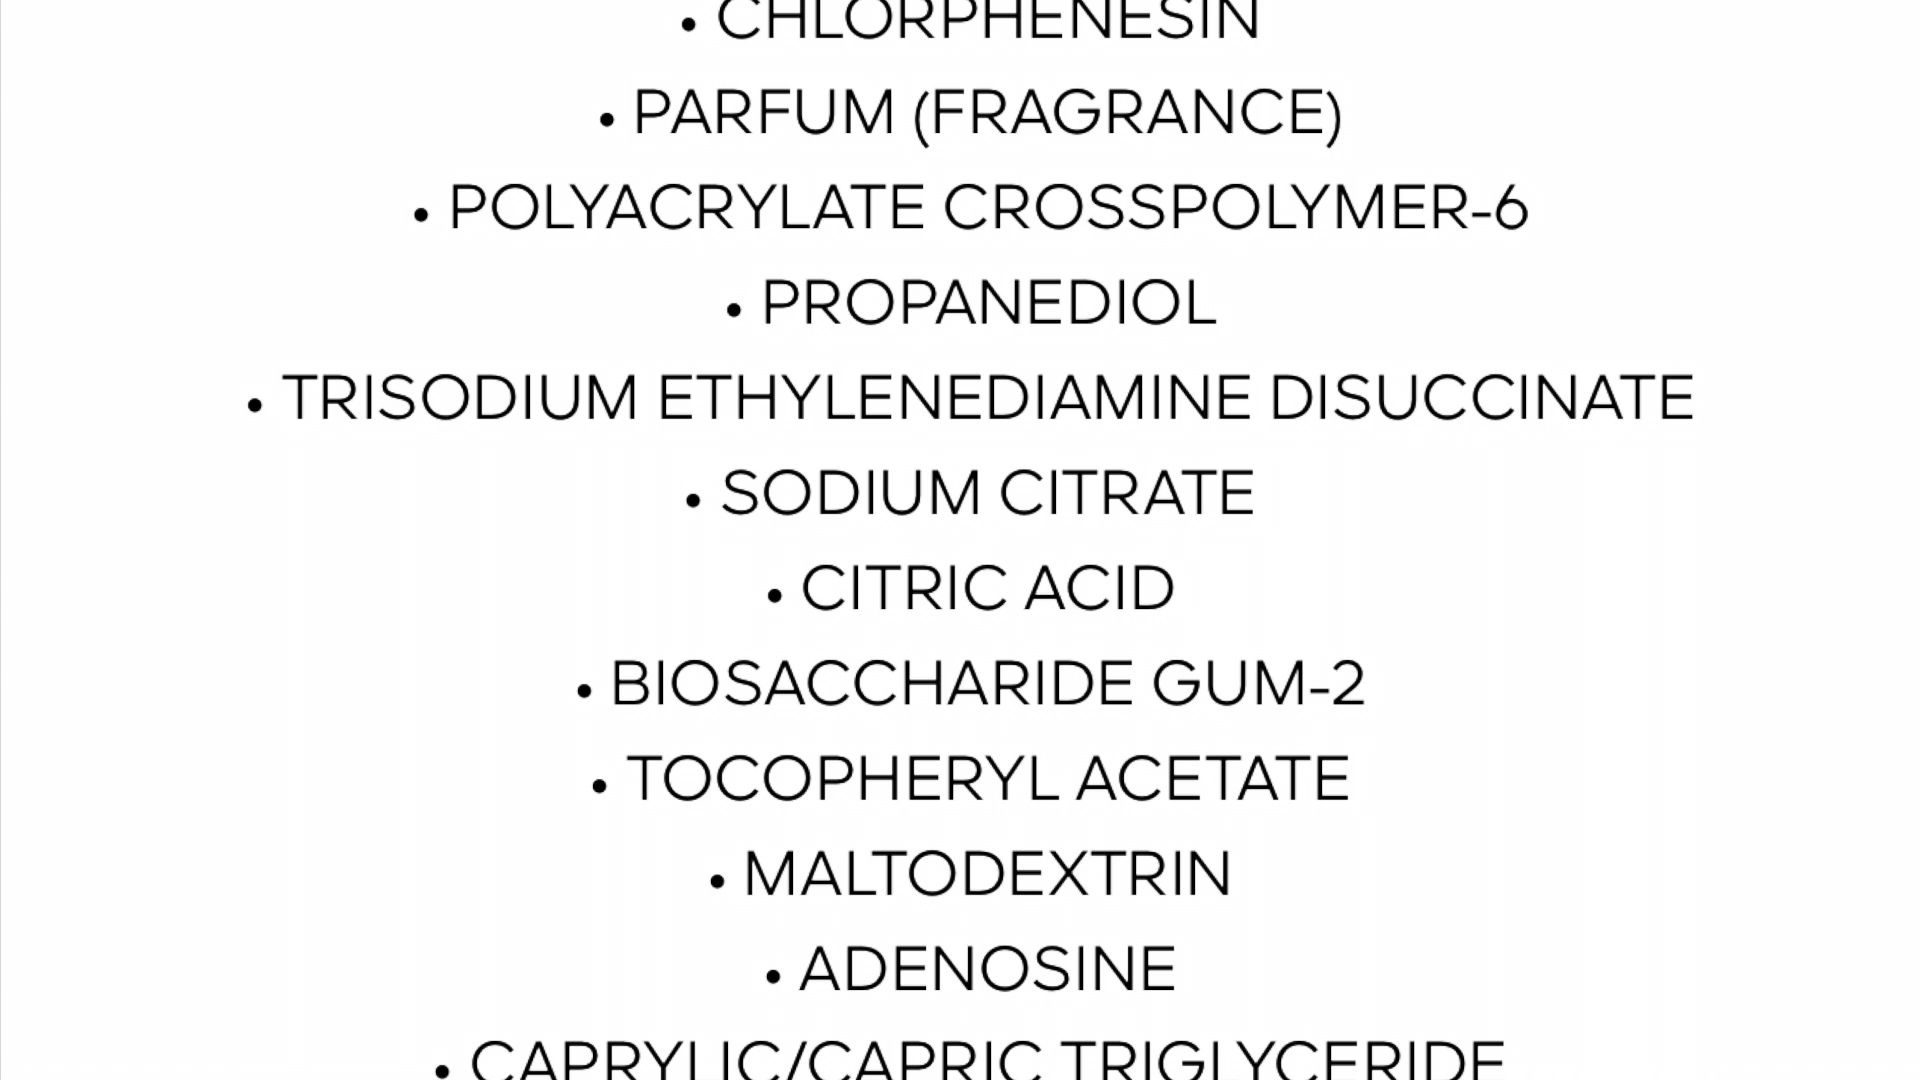 • CHLORPHENESIN
• PARFUM (FRAGRANCE)
• POLYACRYLATE CROSSPOLYMER-6
• PROPANEDIOL
• TRISODIUM ETHYLENEDIAMINE DISUCCINATE
• SODIUM CITRATE
• CITRIC ACID
• BIOSACCHARIDE GUM-2
• TOCOPHERYL ACETATE
• MALTODEXTRIN
• ADENOSINE
• CAPRYLIC/CAPRIC TRIGLYCERIDE